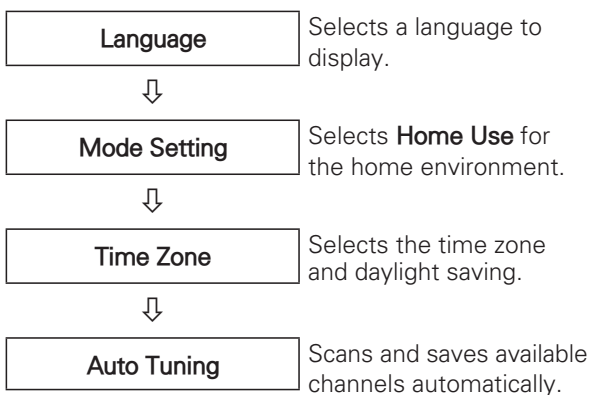 Language
Selects a language to
display.
⇩
Mode Setting
Selects Home Use for
the home environment.
⇩
Time Zone
Selects the time zone
and daylight saving.
⇩
Auto Tuning
Scans and saves available
channels automatically.